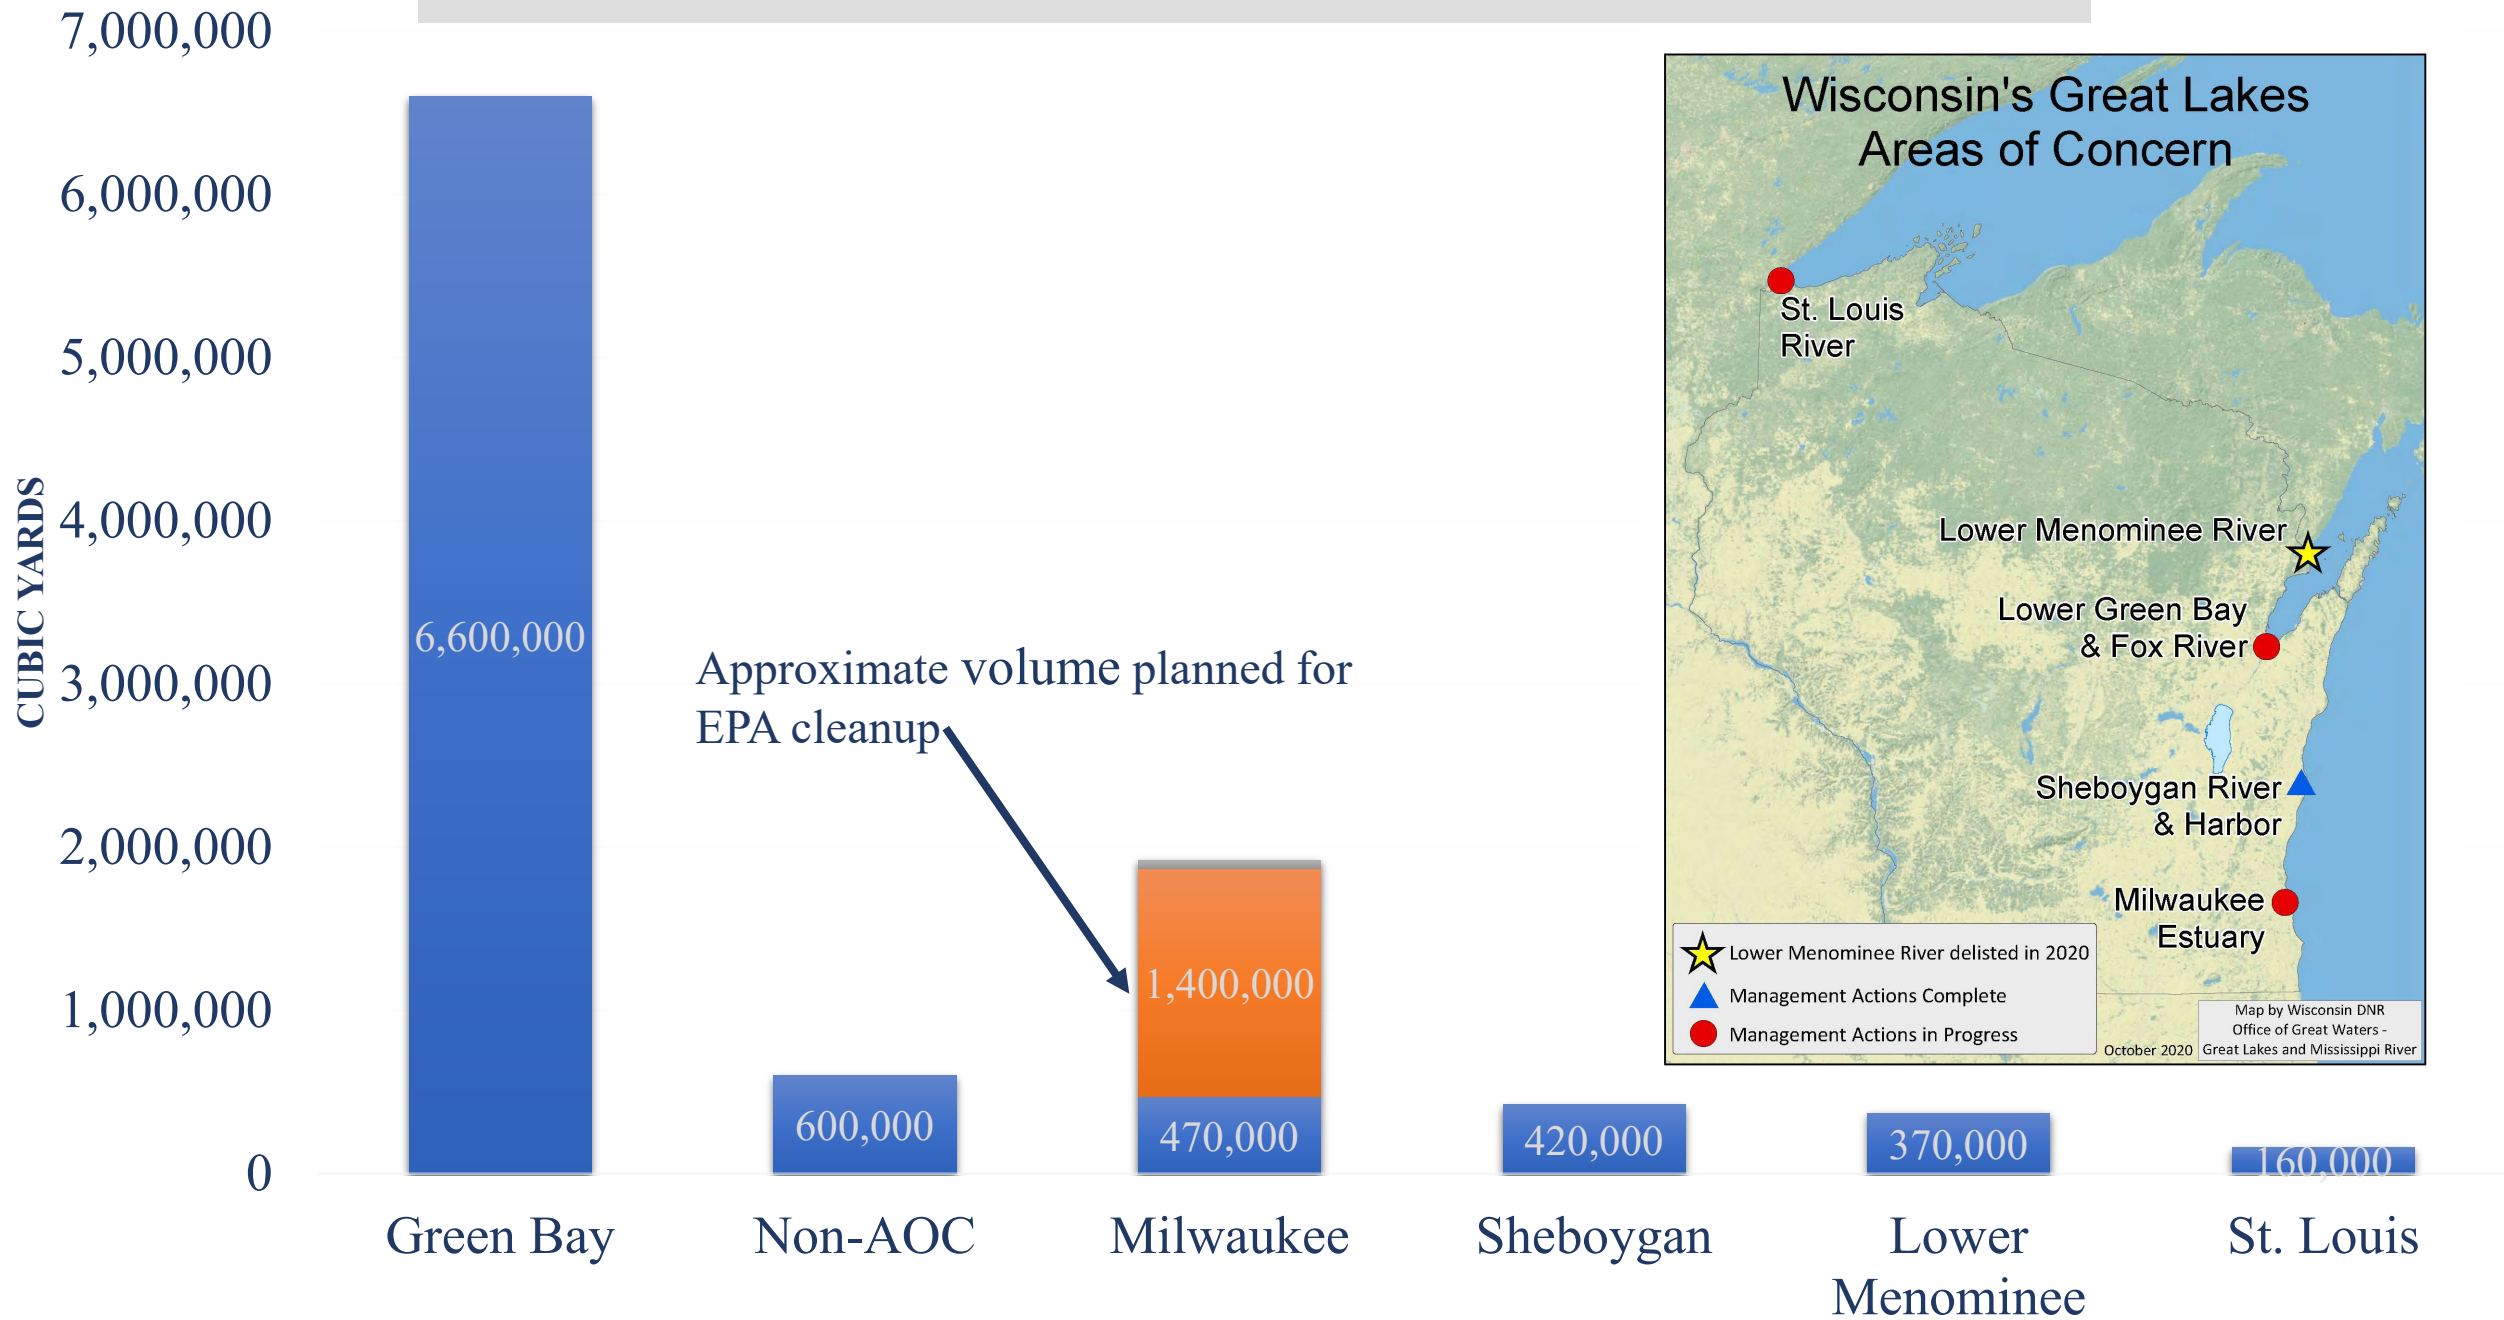 7,000,000
6,000,000
5,000,000
4,000,000
3,000,000
2,000,000
1,000,000
0
CUBIC YARDS
6,600,000
600,000
Approximate volume planned for
EPA cleanup
1,400,000
470,000
420,000
370,000
160,000
Green Bay
Non-AOC
Milwaukee
Sheboygan
Lower
Menominee
St. Louis
Wisconsin's Great Lakes
Areas of Concern
St. Louis
River
Lower Menominee River
Lower Green Bay
& Fox River
Sheboygan River
& Harbor
Milwaukee
Estuary
Lower Menominee River delisted in 2020
Management Actions Complete
Management Actions in Progress
October 2020
Map by Wisconsin DNR
Office of Great Waters -
Great Lakes and Mississippi River